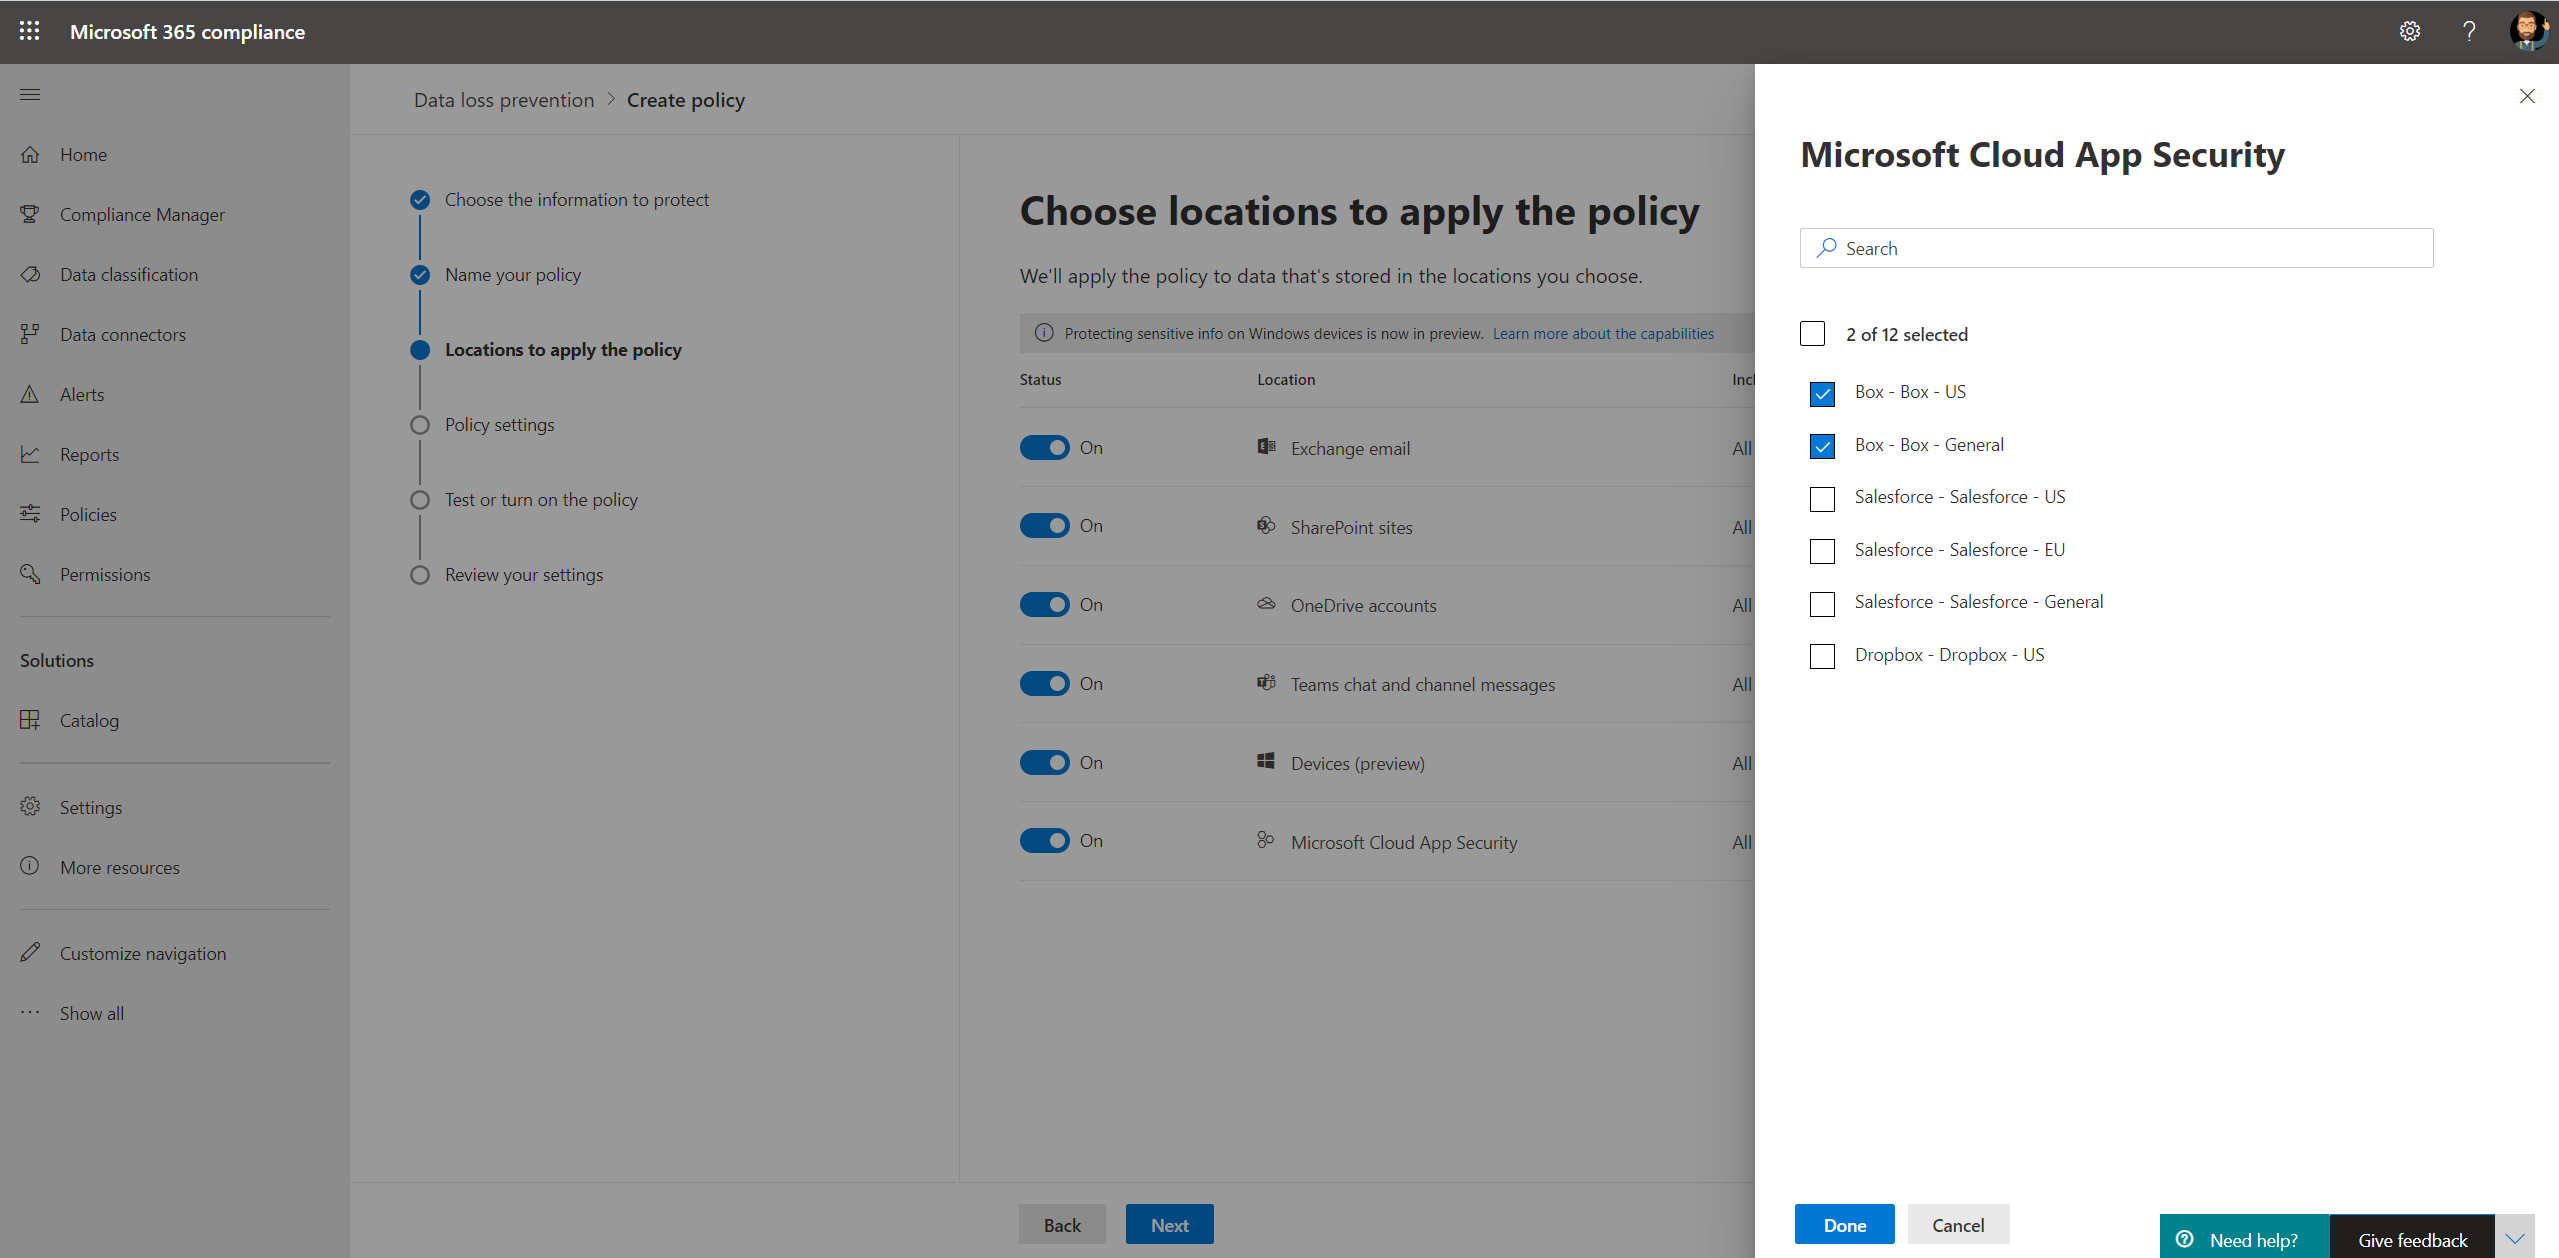 Microsoft 365 compliance
?
Home
Compliance Manager
Data classification
Data connectors
Alerts
Reports
Policies
Permissions
Solutions
Catalog
Settings
More resources
Customize navigation
Show all
Data loss prevention > Create policy
Choose the information to protect
Name your policy
Locations to apply the policy
Policy settings
Test or turn on the policy
Review your settings
Choose locations to apply the policy
We'll apply the policy to data that's stored in the locations you choose.
Protecting sensitive info on Windows devices is now in preview. Learn more about the capabilities
Status Location Incl
On Exchange email All
On SharePoint sites All
On OneDrive accounts All
On Teams chat and channel messages All
On Devices (preview) All
On Microsoft Cloud App Security All
Back Next
Microsoft Cloud App Security
Search
2 of 12 selected
Box - Box - US
Box - Box - General
Salesforce - Salesforce - US
Salesforce - Salesforce - EU
Salesforce - Salesforce - General
Dropbox - Dropbox - US
Done Cancel
Need help? Give feedback